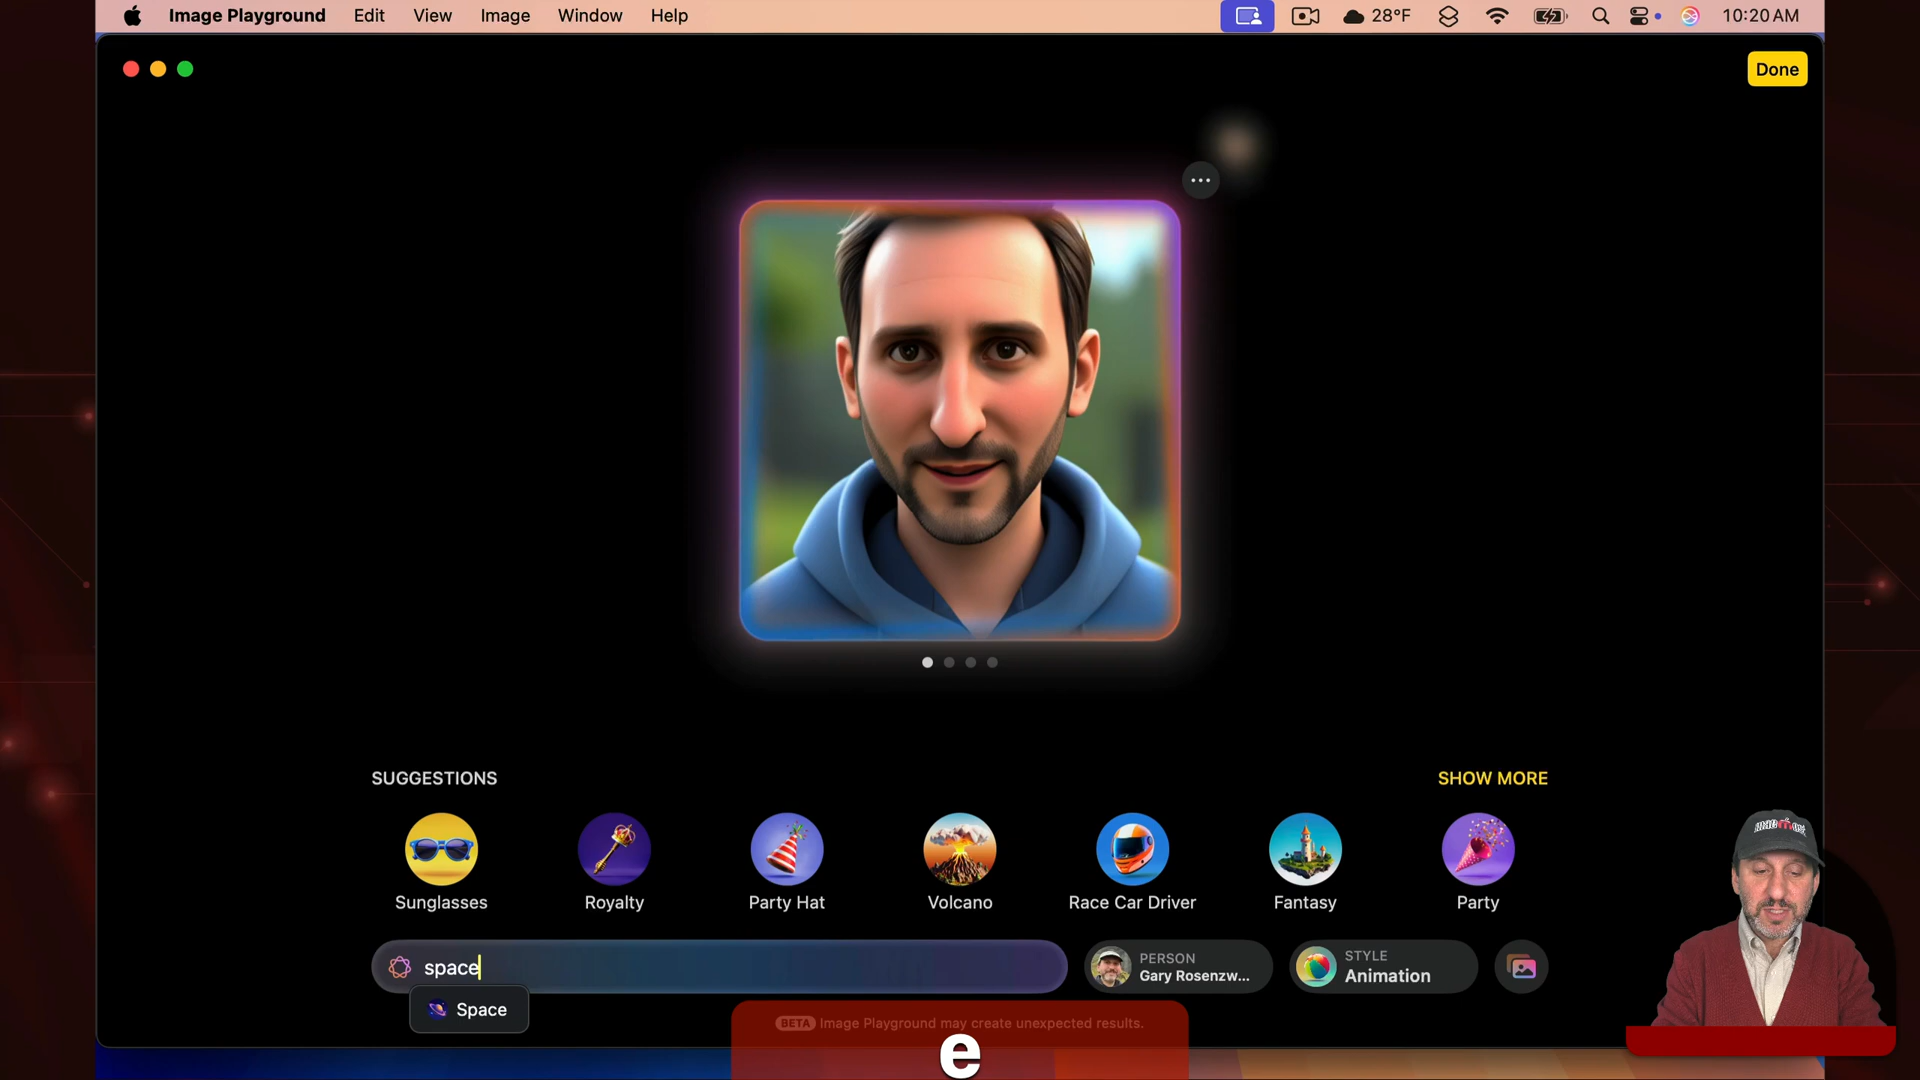 Image Playground Edit View Image Window Help 28°F 10:20 AM
Done
SUGGESTIONS SHOW MORE
Sunglasses Royalty Party Hat Volcano Race Car Driver Fantasy Party
space
PERSON
Gary Rosenzw...
STYLE
Animation
Space
BETA Image Playground may create unexpected results.
e